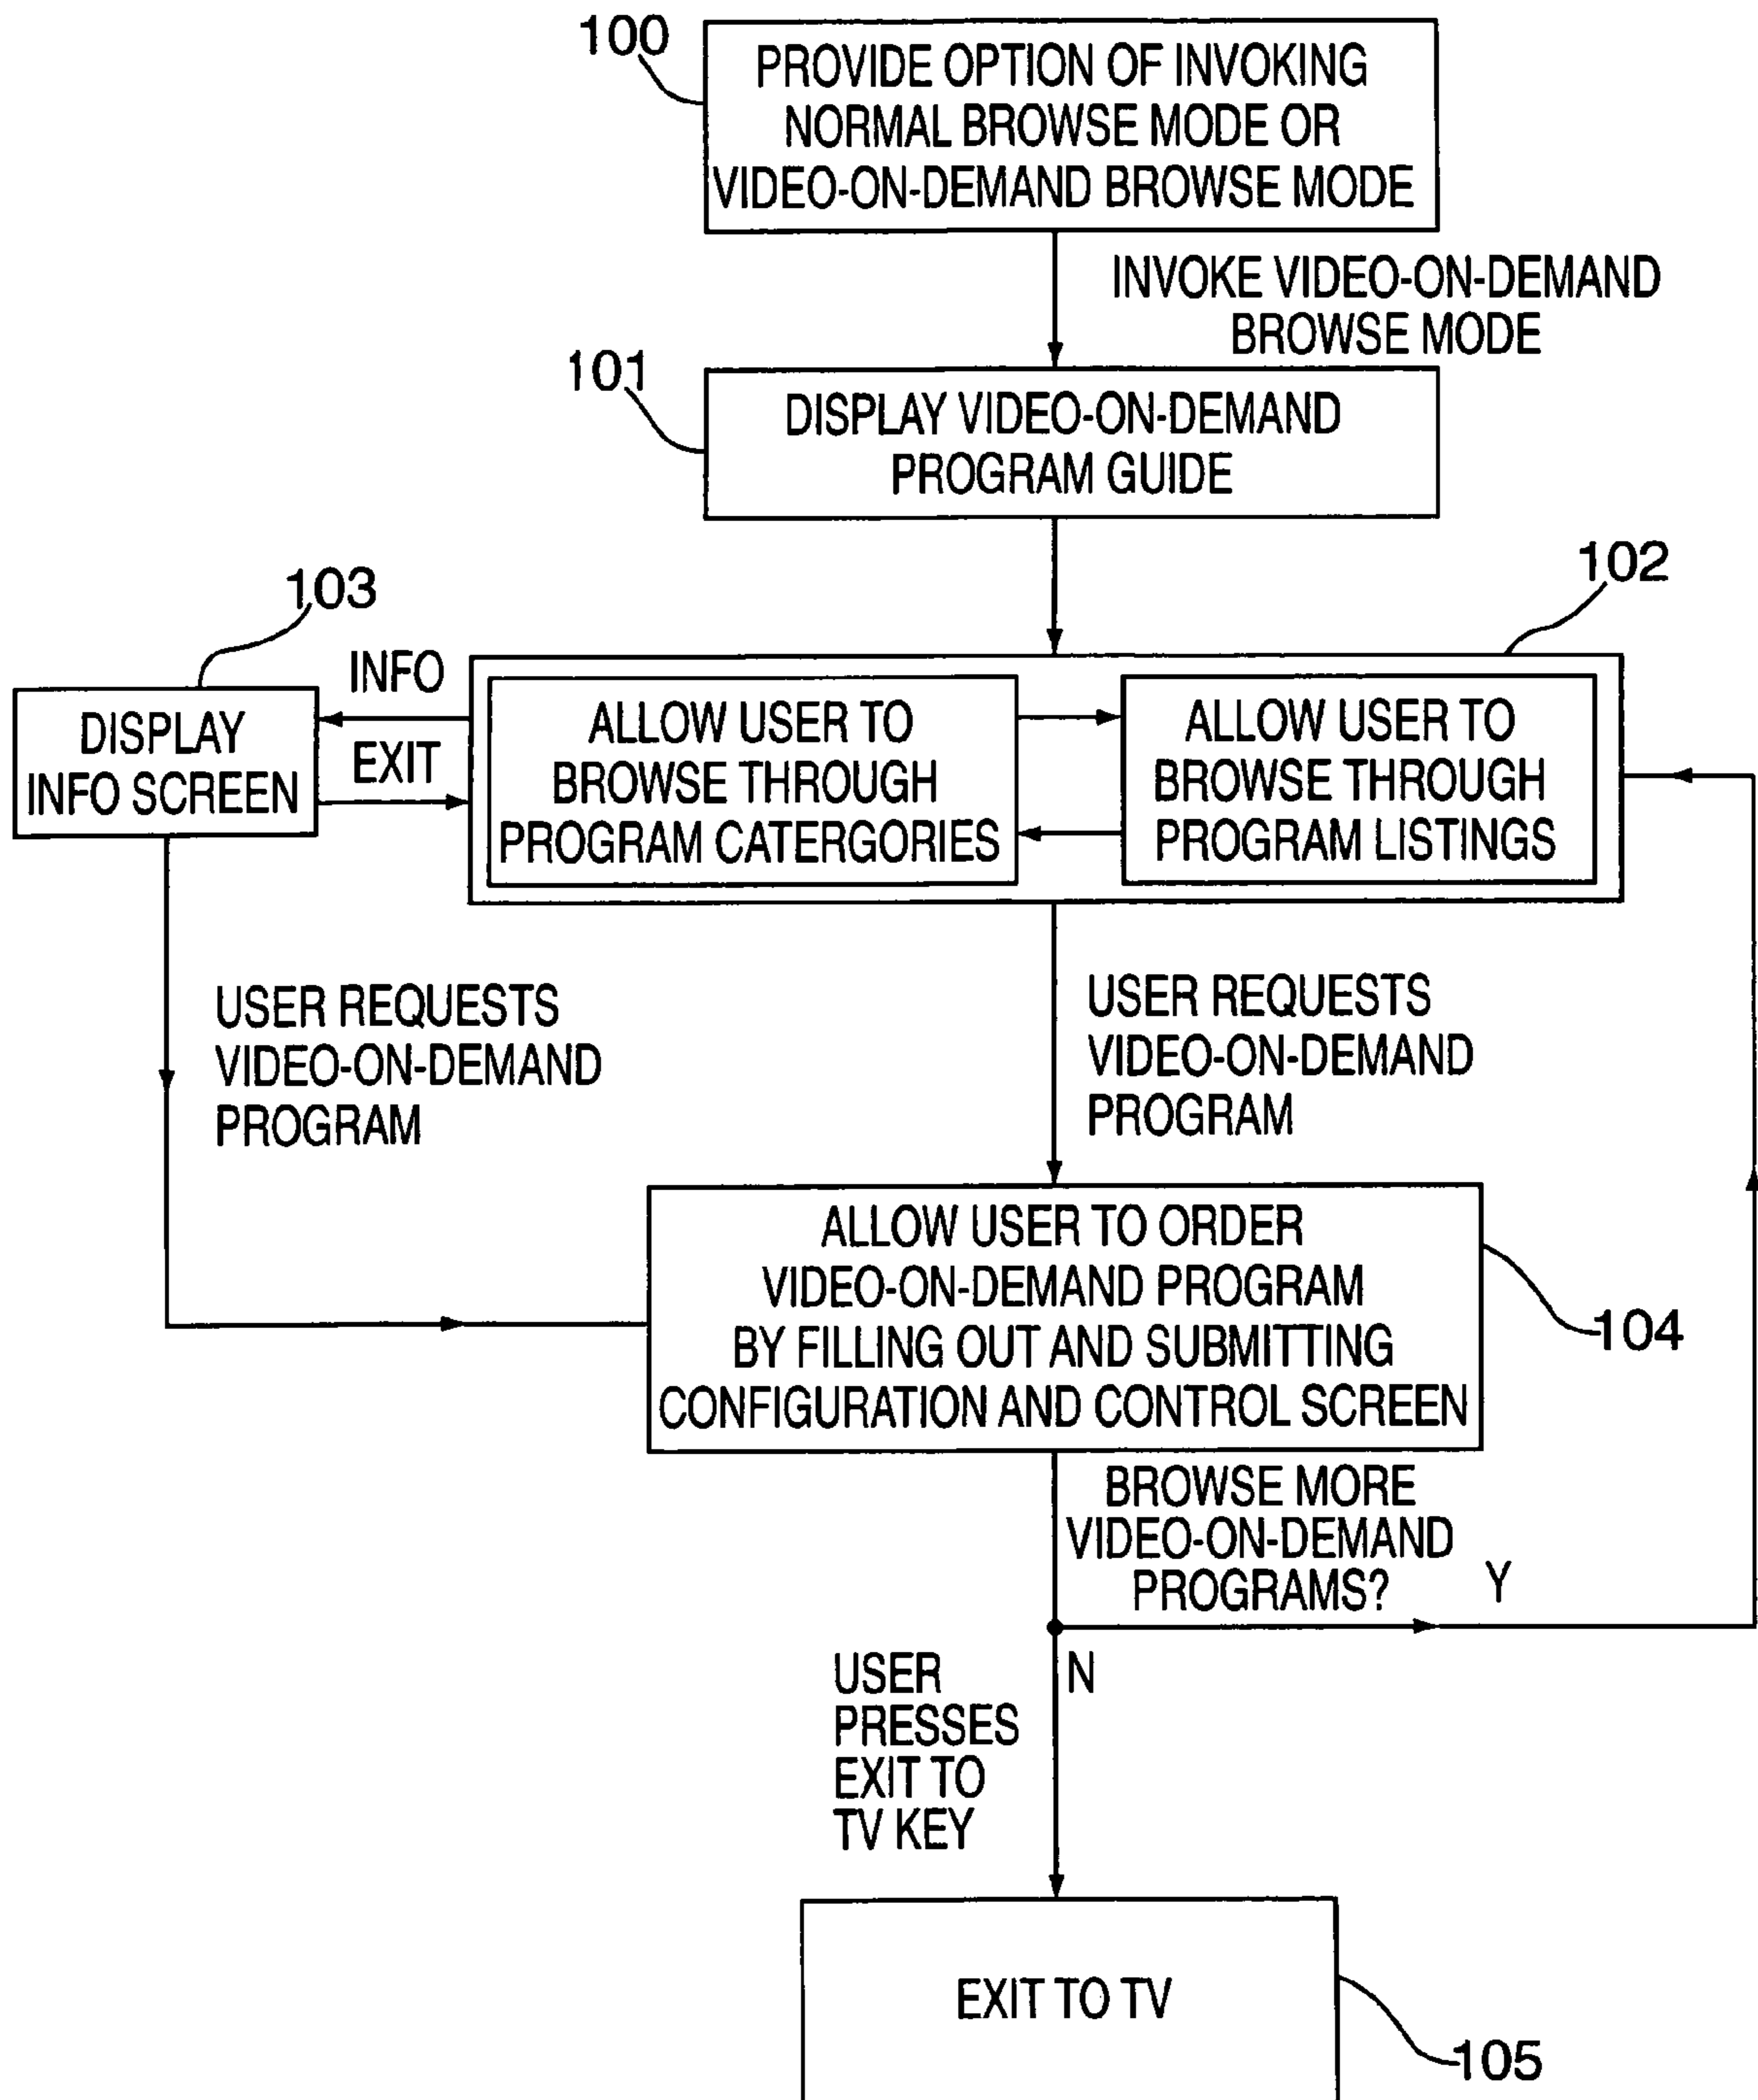 100
PROVIDE OPTION OF INVOKING
NORMAL BROWSE MODE OR
VIDEO-ON-DEMAND BROWSE MODE
INVOKE VIDEO-ON-DEMAND
BROWSE MODE
101
DISPLAY VIDEO-ON-DEMAND
PROGRAM GUIDE
102
103
INFO
EXIT
DISPLAY
INFO SCREEN
ALLOW USER TO
BROWSE THROUGH
PROGRAM CATERGORIES
ALLOW USER TO
BROWSE THROUGH
PROGRAM LISTINGS
USER REQUESTS
VIDEO-ON-DEMAND
PROGRAM
USER REQUESTS
VIDEO-ON-DEMAND
PROGRAM
ALLOW USER TO ORDER
VIDEO-ON-DEMAND PROGRAM
BY FILLING OUT AND SUBMITTING
CONFIGURATION AND CONTROL SCREEN
104
BROWSE MORE
VIDEO-ON-DEMAND
PROGRAMS?
Y
N
USER
PRESSES
EXIT TO
TV KEY
EXIT TO TV
105